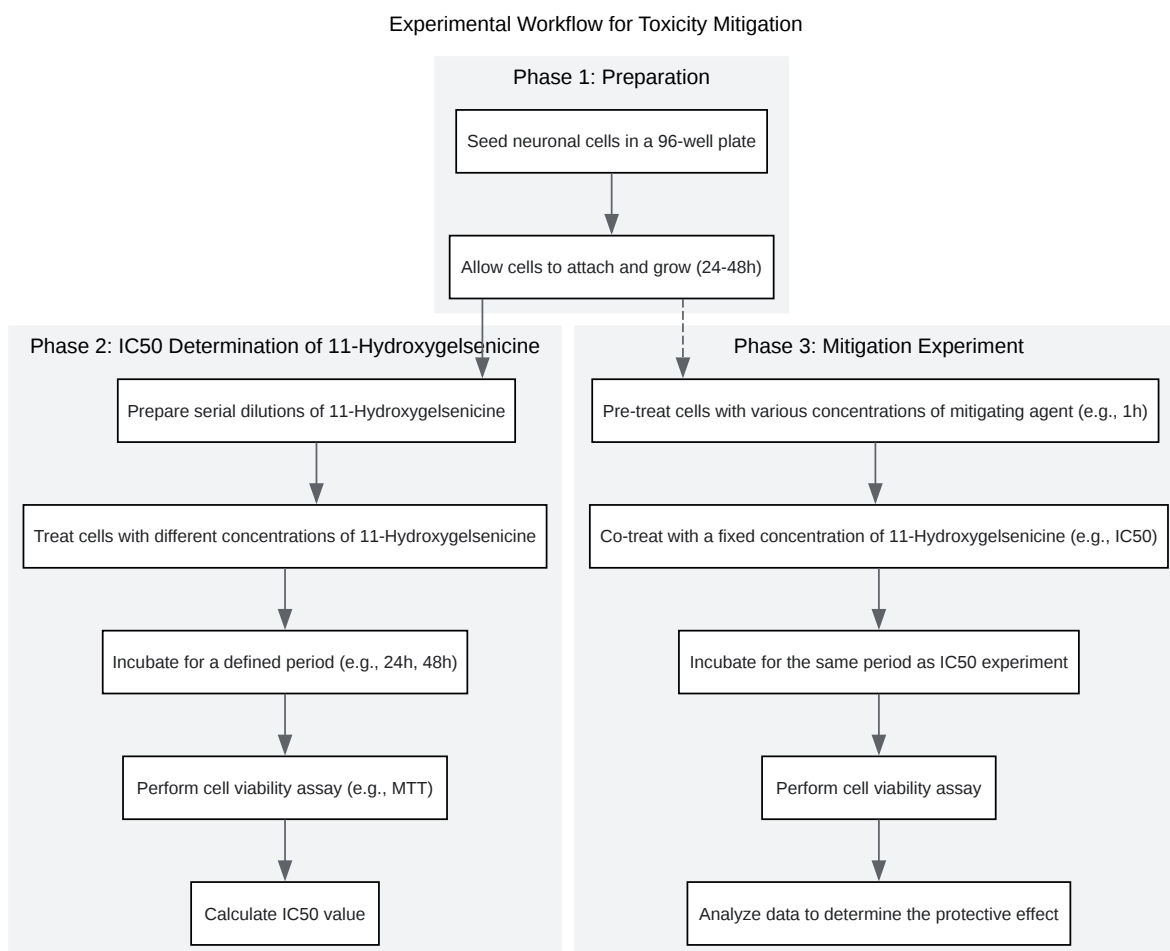 Experimental Workflow for Toxicity Mitigation
Phase 1: Preparation
Seed neuronal cells in a 96-well plate
Allow cells to attach and grow (24-48h)
Phase 2: IC50 Determination of 11-Hydroxygelsenicine
Prepare serial dilutions of 11-Hydroxygelsenicine
Treat cells with different concentrations of 11-Hydroxygelsenicine
Incubate for a defined period (e.g., 24h, 48h)
Perform cell viability assay (e.g., MTT)
Calculate IC50 value
Phase 3: Mitigation Experiment
Pre-treat cells with various concentrations of mitigating agent (e.g., 1h)
Co-treat with a fixed concentration of 11-Hydroxygelsenicine (e.g., IC50)
Incubate for the same period as IC50 experiment
Perform cell viability assay
Analyze data to determine the protective effect